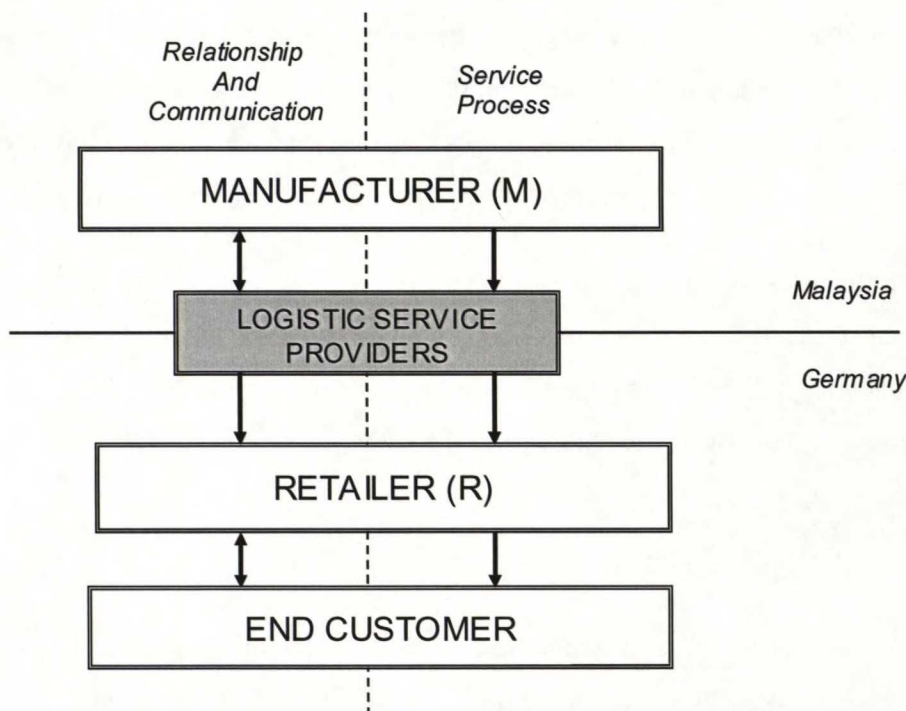 Relationship
And
Communication
Service
Process
MANUFACTURER (M)
Malaysia
LOGISTIC SERVICE
PROVIDERS
Germany
RETAILER (R)
END CUSTOMER